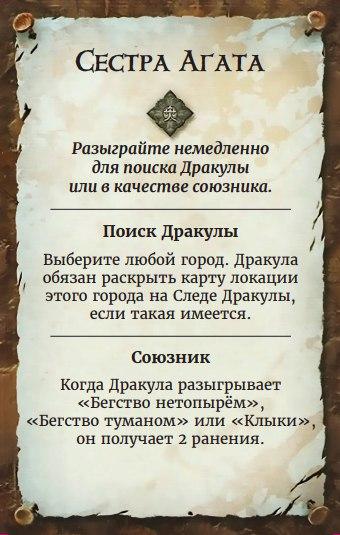 Сестра Агата
Разыграйте немедленно
для поиска Дракулы
или в качестве союзника.
Поиск Дракулы
Выберите любой город. Дракула
обязан раскрыть карту локации
этого города на Следе Дракулы,
если такая имеется.
Союзник
Когда Дракула разыгрывает
«Бегство нетопырём»,
«Бегство туманом» или «Клыки»,
он получает 2 ранения.